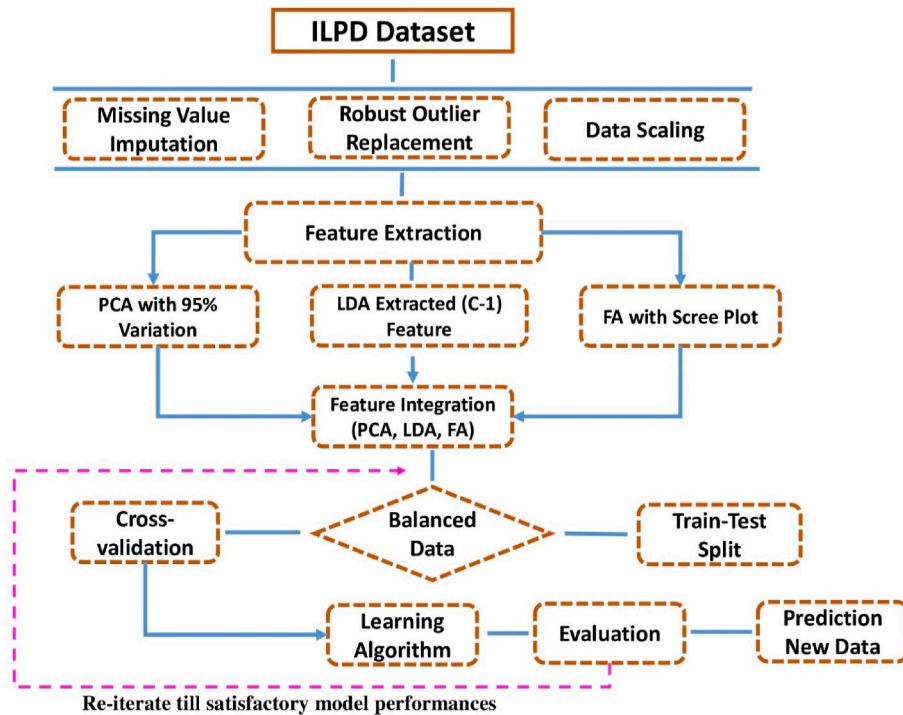 ILPD Dataset
Missing Value
Imputation
Robust Outlier
Replacement
Data Scaling
Feature Extraction
PCA with 95%
Variation
LDA Extracted (C-1)
Feature
FA with Scree Plot
Feature Integration
(PCA, LDA, FA)
Cross-
validation
Balanced
Data
Train-Test
Split
Learning
Algorithm
Evaluation
Prediction
New Data
Re-iterate till satisfactory model performances